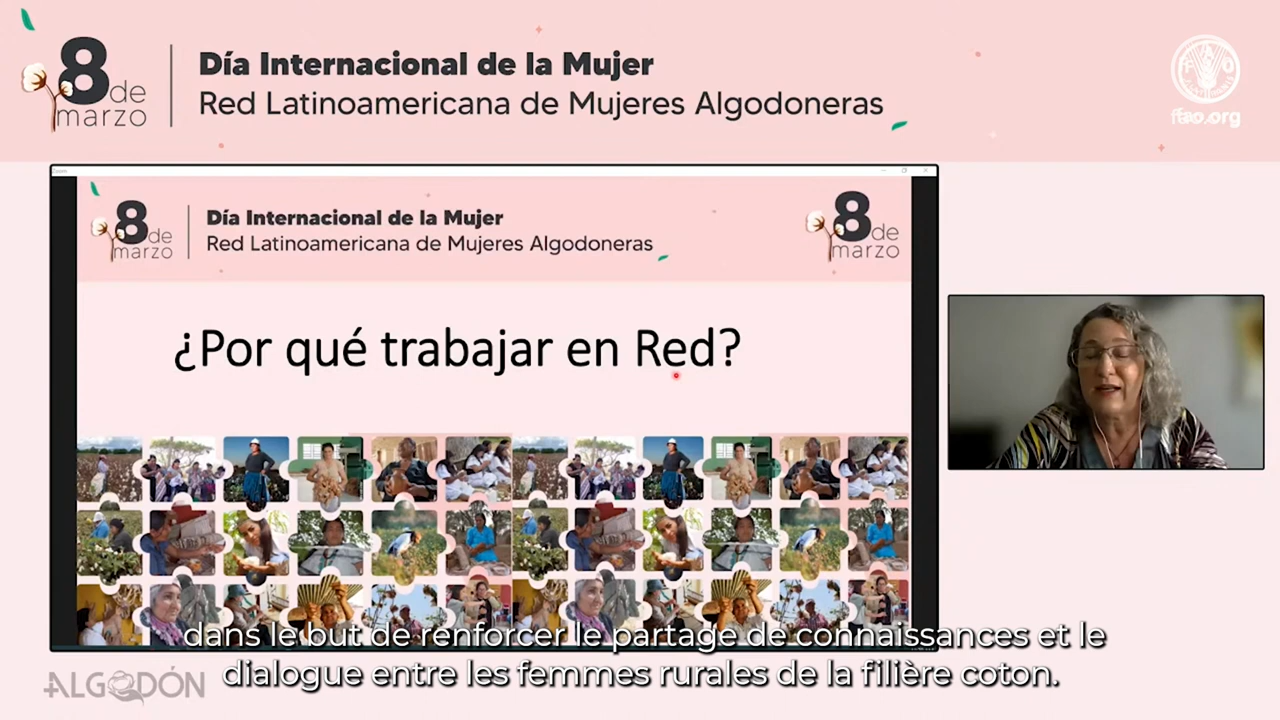 8 de marzo
Día Internacional de la Mujer
Red Latinoamericana de Mujeres Algodoneras
FAO
fao.org
8 de marzo
Día Internacional de la Mujer
Red Latinoamericana de Mujeres Algodoneras
8 de marzo
¿Por qué trabajar en Red?
dans le but de renforcer le partage de connaissances et le
dialogue entre les femmes rurales de la filière coton.
+ALGODÓN